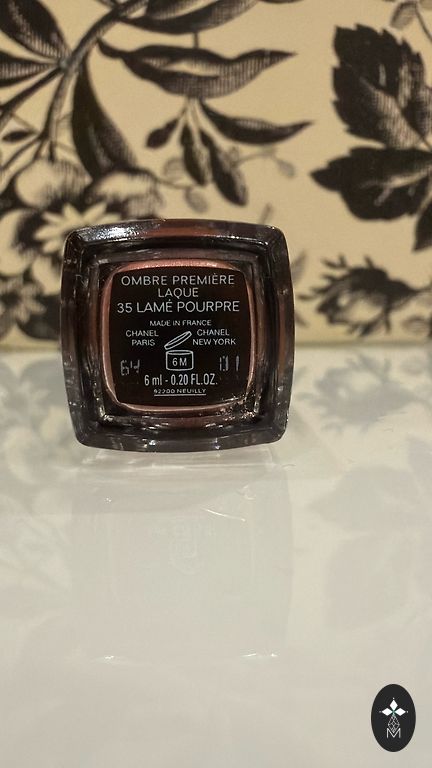 OMBRE PREMIÈRE
LAQUE
35 LAMÉ POURPRE
MADE IN FRANCE
CHANEL CHANEL
PARIS NEW YORK
6M
6 ml - 0.20 FL.OZ.
92200 NEUILLY
M